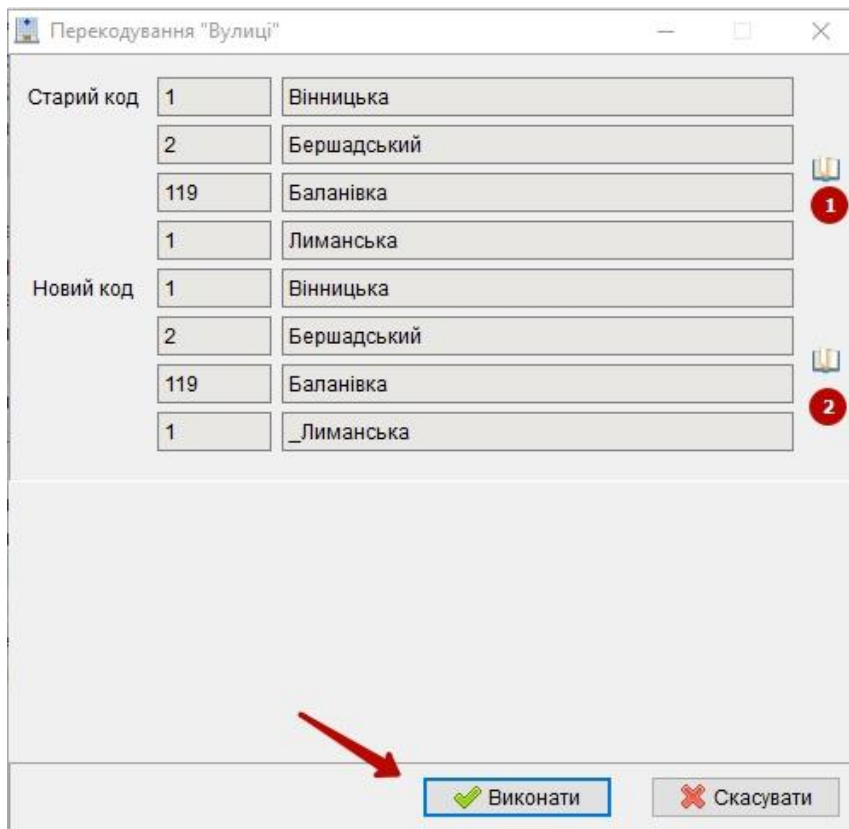 Перекодування "Вулиці"
Старий код 1 Вінницька
2 Бершадський
119 Баланівка
1
1 Лиманська
Новий код 1 Вінницька
2 Бершадський
119 Баланівка
2
1 _Лиманська
Виконати Скасувати